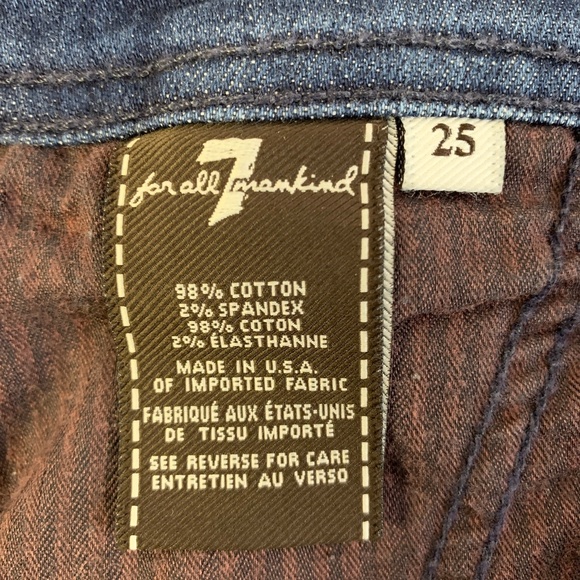 for all 7 mankind
25
98% COTTON
2% SPANDEX
98% COTON
2% ÉLASTHANNE
MADE IN U.S.A.
OF IMPORTED FABRIC
FABRIQUÉ AUX ÉTATS-UNIS
DE TISSU IMPORTÉ
SEE REVERSE FOR CARE
ENTRETIEN AU VERSO